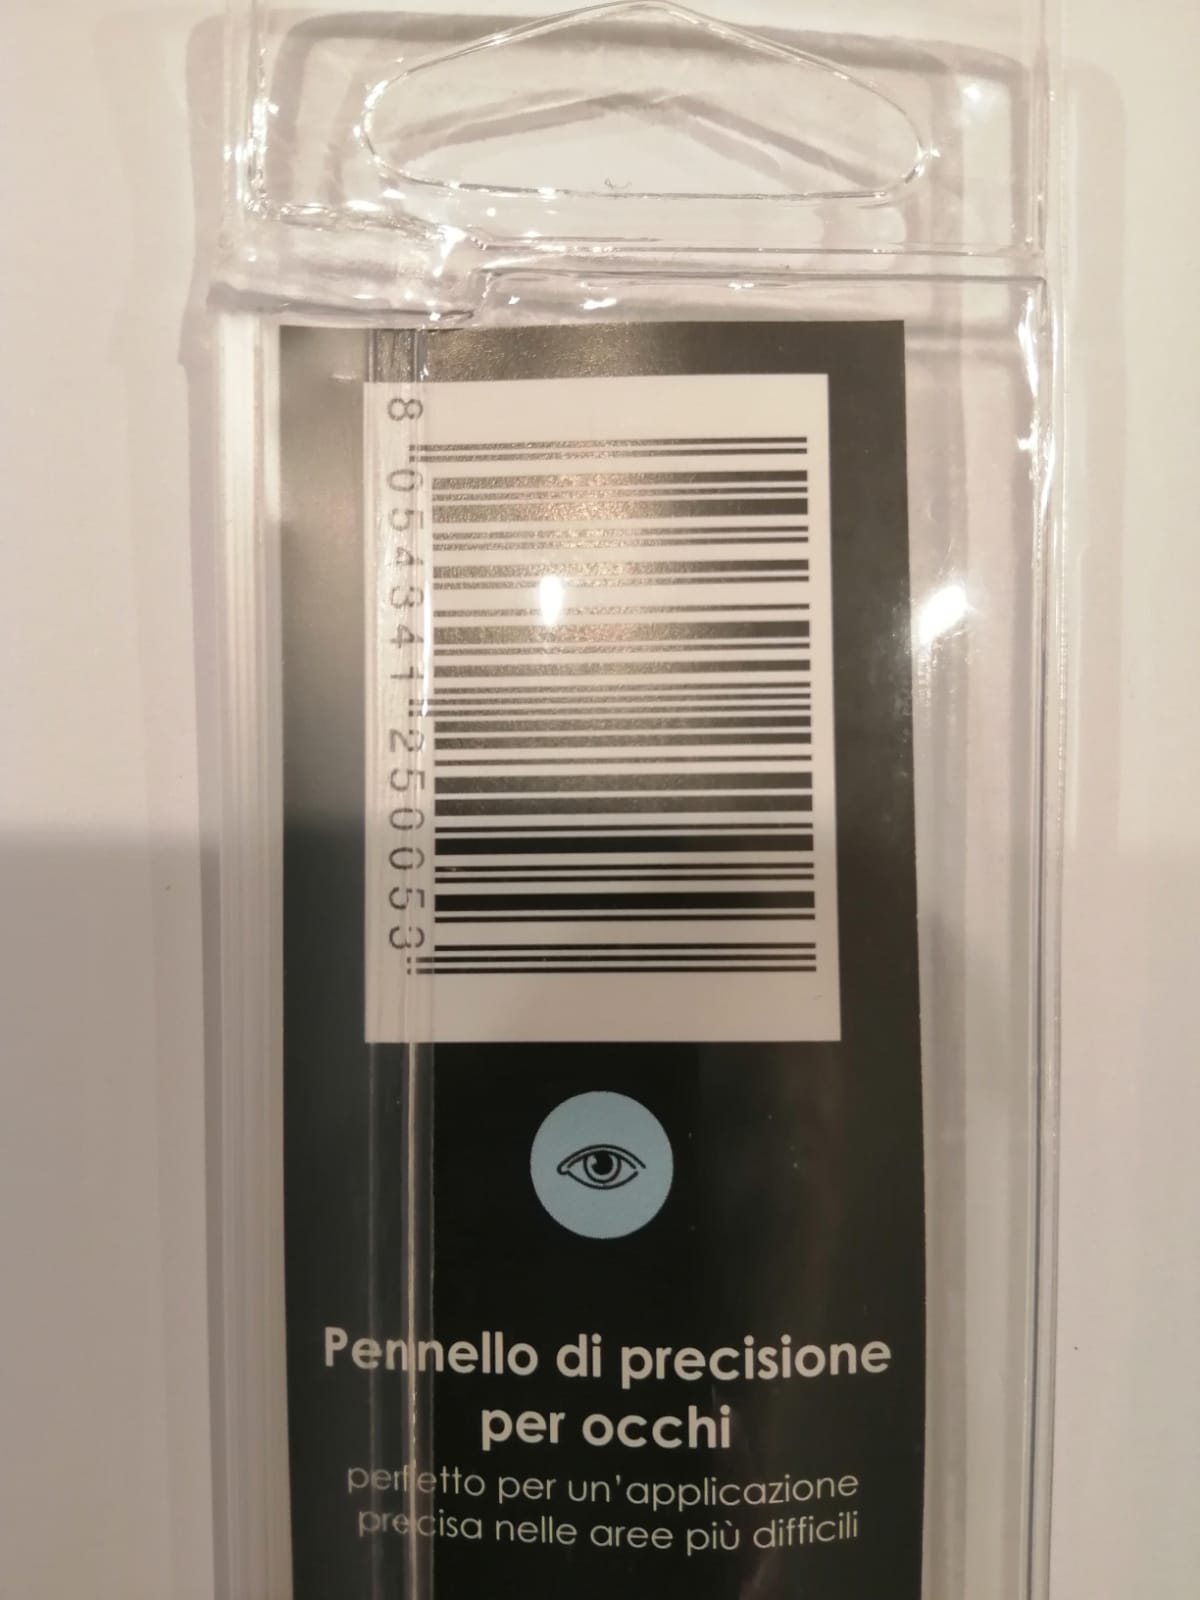 8 054341 250053
Pennello di precisione
per occhi
perfetto per un'applicazione
precisa nelle aree più difficili